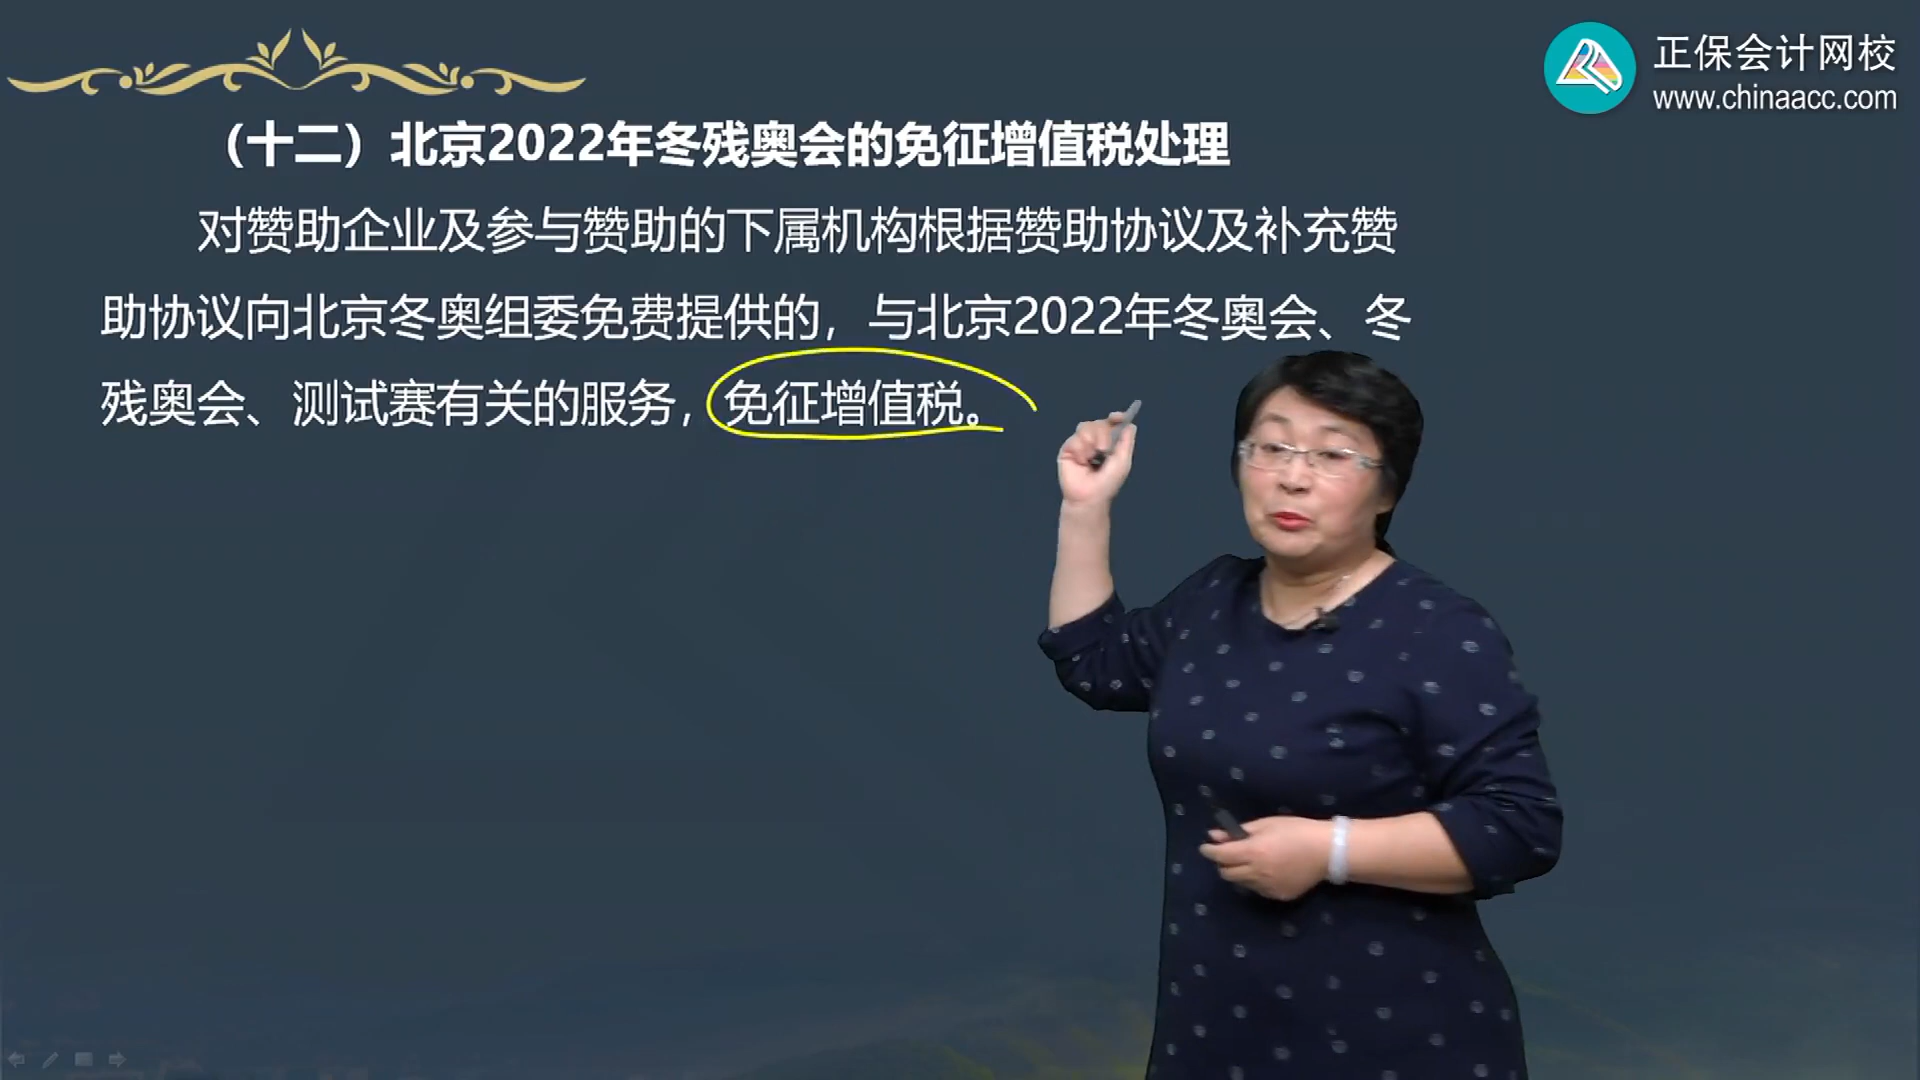 正保会计网校
www.chinaacc.com
（十二）北京2022年冬残奥会的免征增值税处理
对赞助企业及参与赞助的下属机构根据赞助协议及补充赞
助协议向北京冬奥组委免费提供的，与北京2022年冬奥会、冬
残奥会、测试赛有关的服务，免征增值税。